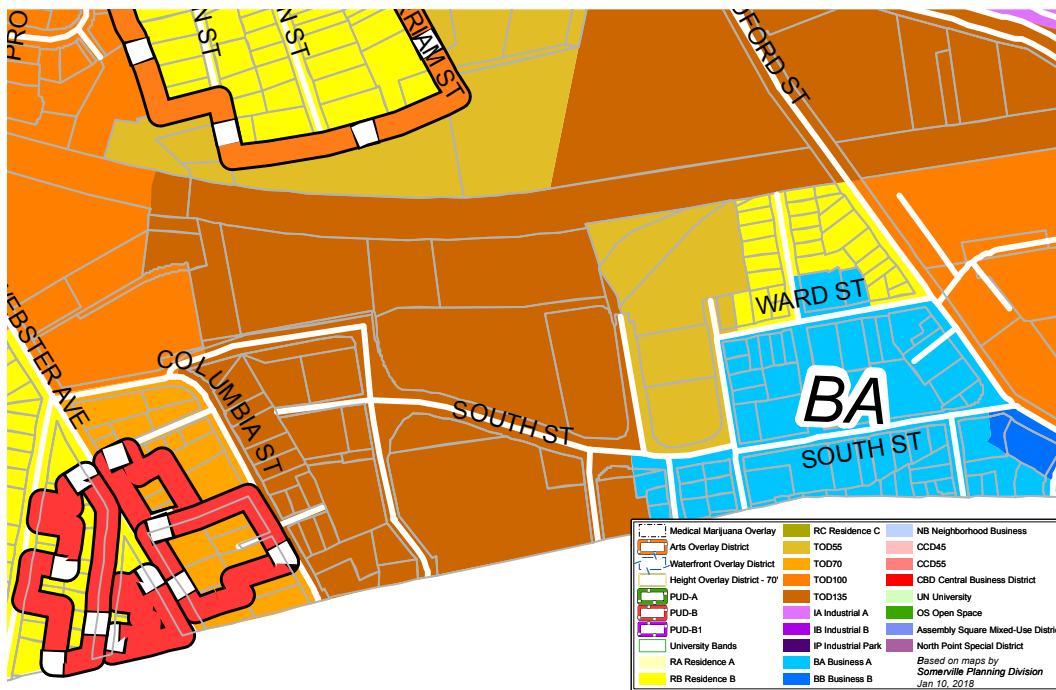 PRO
N ST
N ST
ARIAM ST
DFORD ST
WEBSTER AVE
COLUMBIA ST
SOUTH ST
WARD ST
BA
SOUTH ST
Medical Marijuana Overlay
Arts Overlay District
Waterfront Overlay District
Height Overlay District - 70'
PUD-A
PUD-B
PUD-B1
University Bands
RA Residence A
RB Residence B
RC Residence C
TOD55
TOD70
TOD100
TOD135
IA Industrial A
IB Industrial B
IP Industrial Park
BA Business A
BB Business B
NB Neighborhood Business
CCD45
CCD55
CBD Central Business District
UN University
OS Open Space
Assembly Square Mixed-Use Distri
North Point Special District
Based on maps by
Somerville Planning Division
Jan 10, 2018